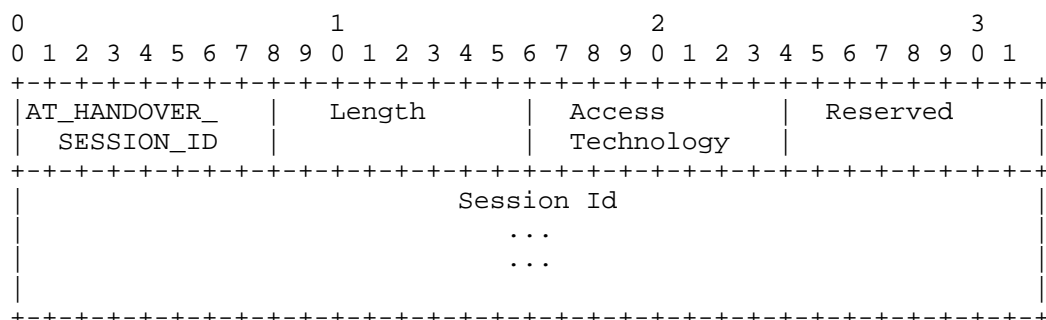 0                   1                   2                   3
0 1 2 3 4 5 6 7 8 9 0 1 2 3 4 5 6 7 8 9 0 1 2 3 4 5 6 7 8 9 0 1
+-+-+-+-+-+-+-+-+-+-+-+-+-+-+-+-+-+-+-+-+-+-+-+-+-+-+-+-+-+-+-+-+
|AT_HANDOVER_   |   Length      |  Access       |  Reserved     |
|  SESSION_ID   |               |  Technology   |               |
+-+-+-+-+-+-+-+-+-+-+-+-+-+-+-+-+-+-+-+-+-+-+-+-+-+-+-+-+-+-+-+-+
|                           Session Id                          |
|                              ...                              |
|                              ...                              |
|                                                               |
+-+-+-+-+-+-+-+-+-+-+-+-+-+-+-+-+-+-+-+-+-+-+-+-+-+-+-+-+-+-+-+-+